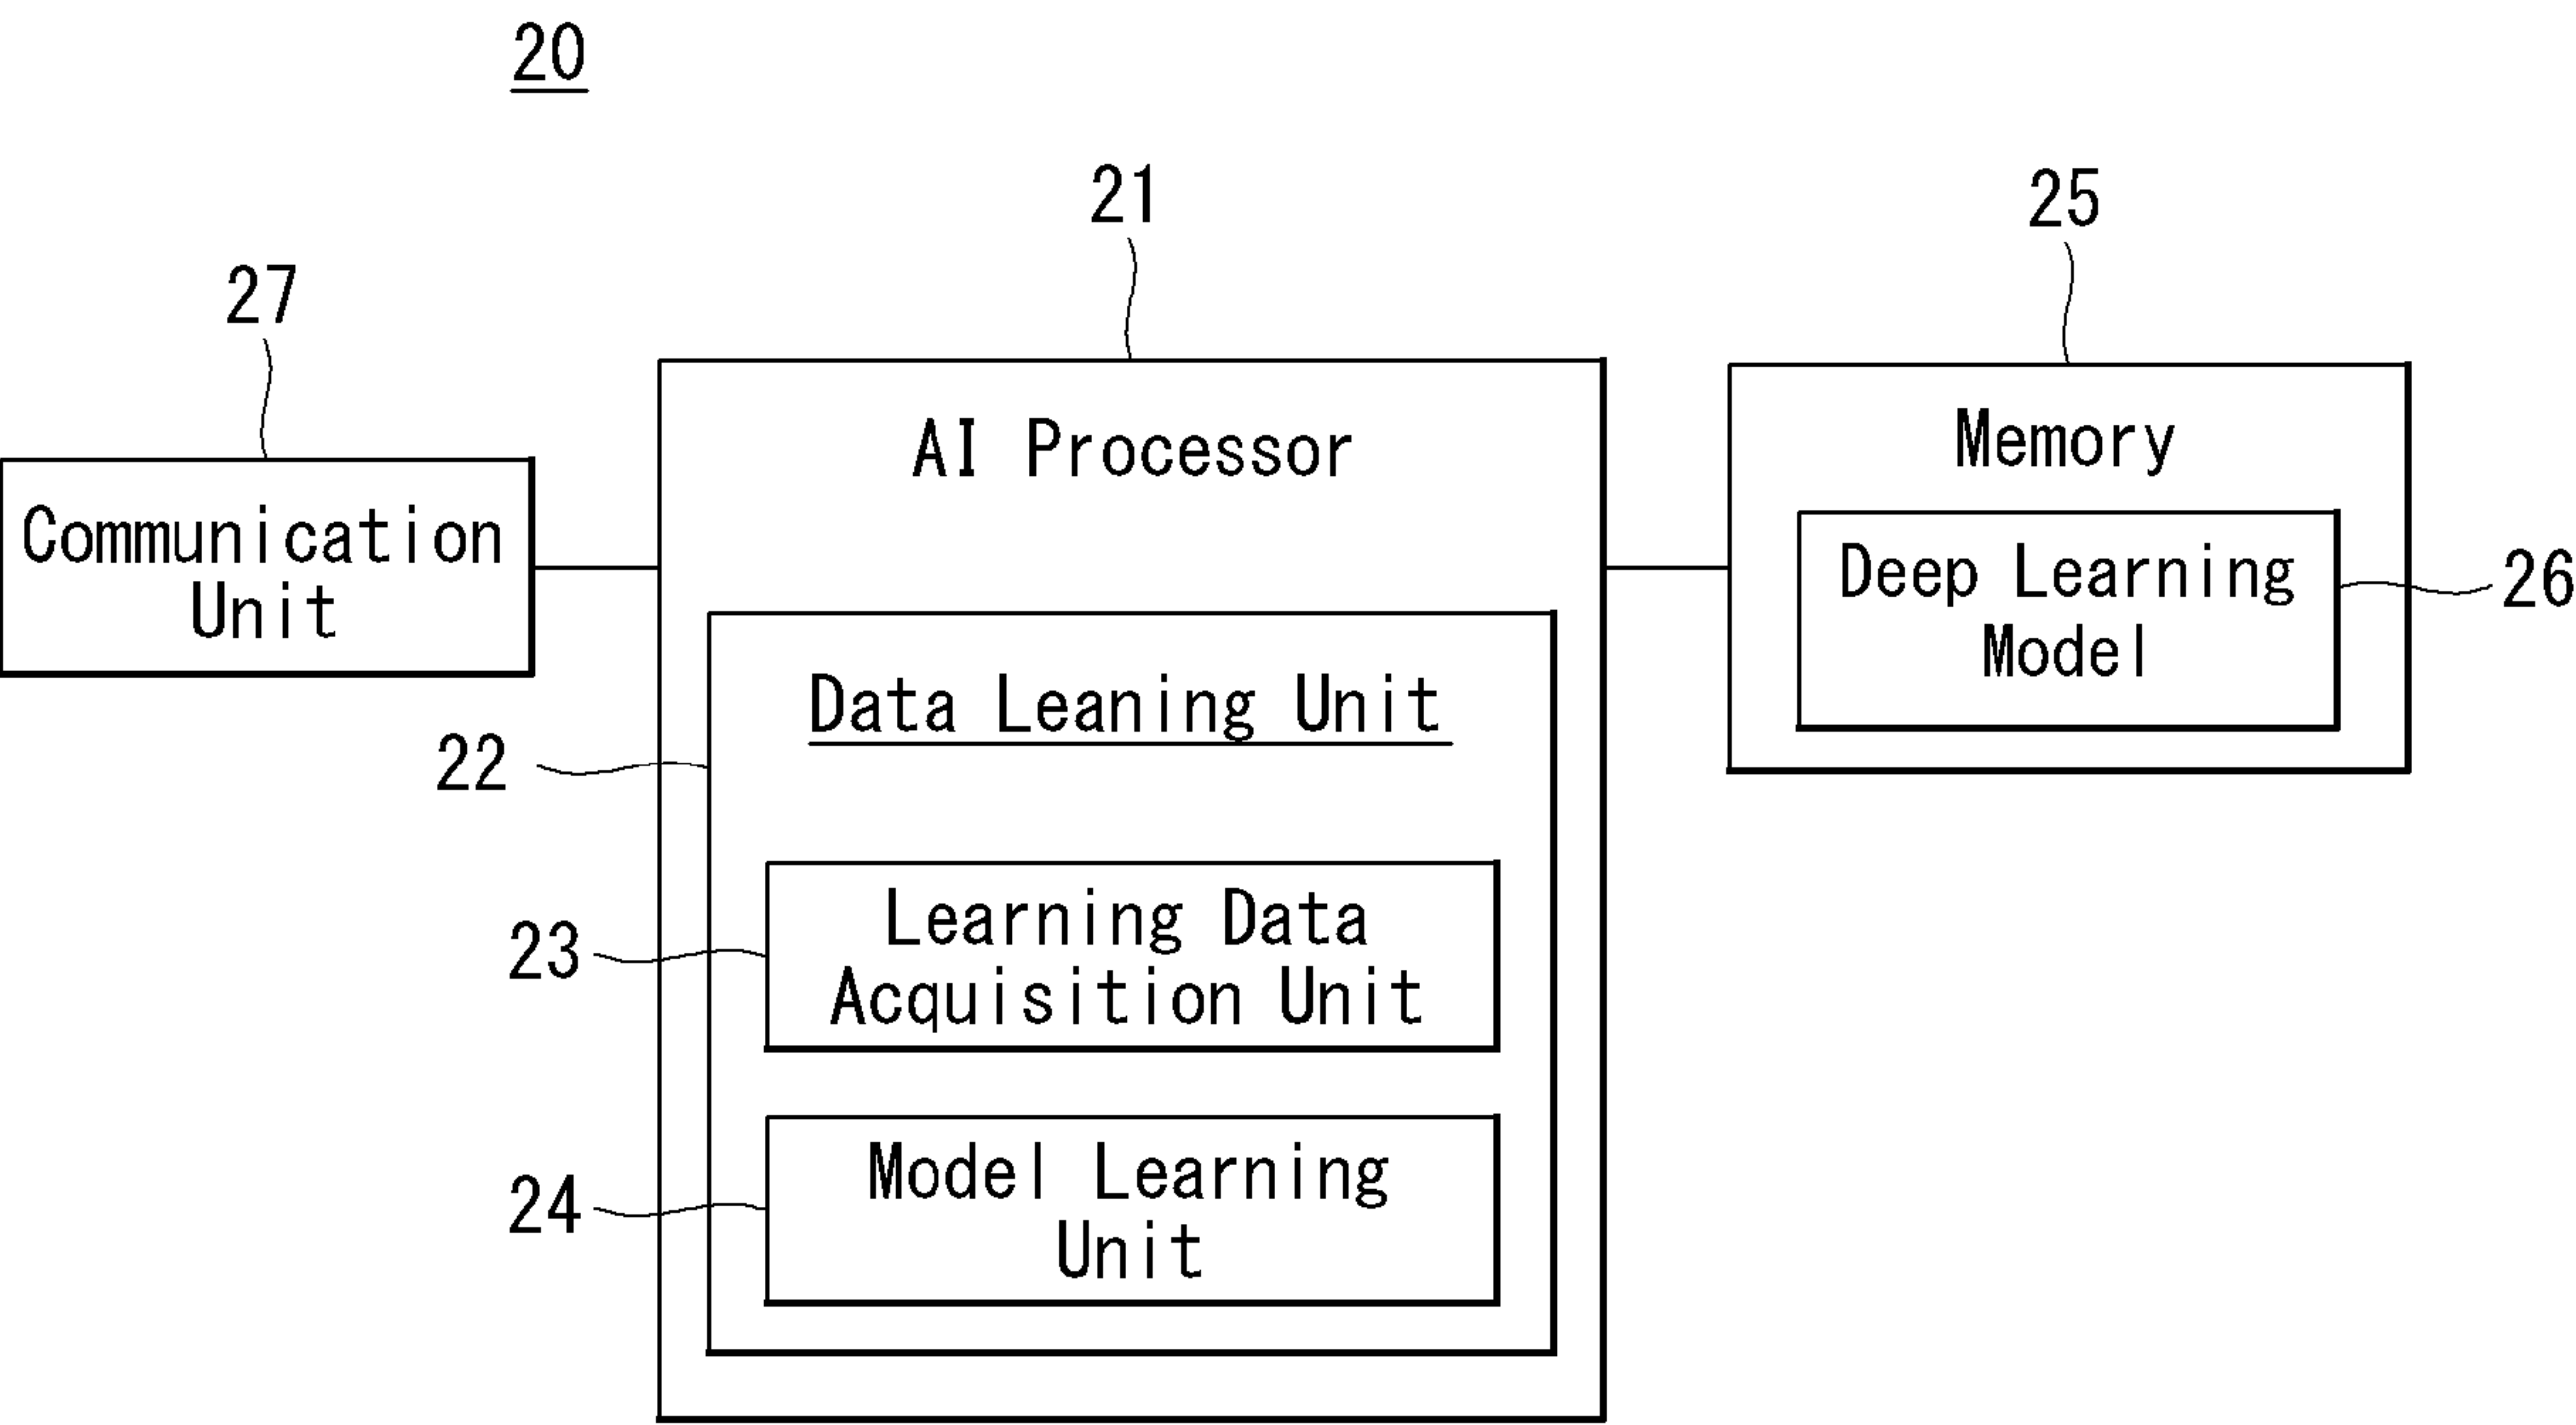 20
21
25
27
AI Processor
Memory
Communication
Unit
Deep Learning
Model
26
Data Leaning Unit
22
Learning Data
Acquisition Unit
23
Model Learning
Unit
24